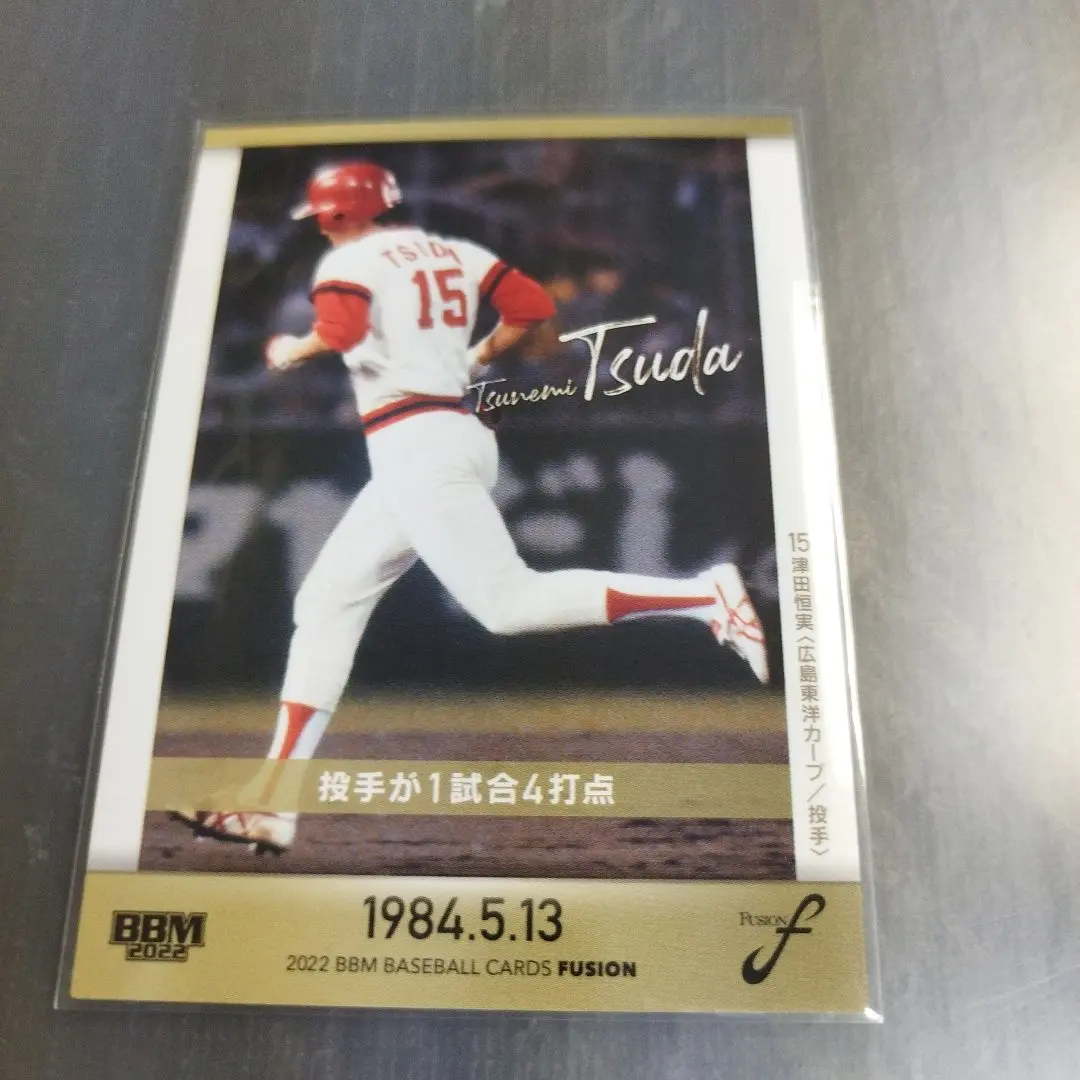 TSUDA
15
Tsunemi Tsuda
15 津田恒実〈広島東洋カープ/投手〉
投手が1試合4打点
1984.5.13
BBM
2022
2022 BBM BASEBALL CARDS FUSION
FUSION f